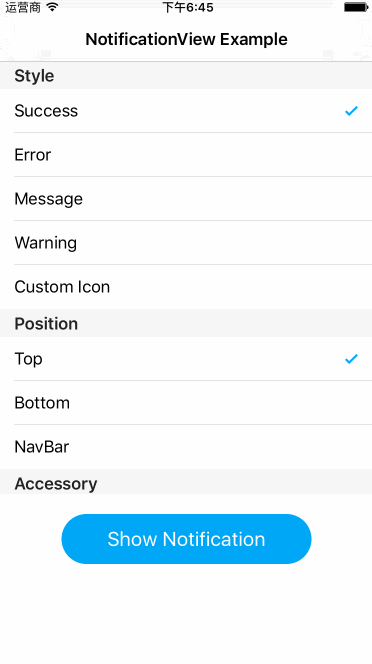 运营商 下午6:45
NotificationView Example
Style
Success
Error
Message
Warning
Custom Icon
Position
Top
Bottom
NavBar
Accessory
Show Notification